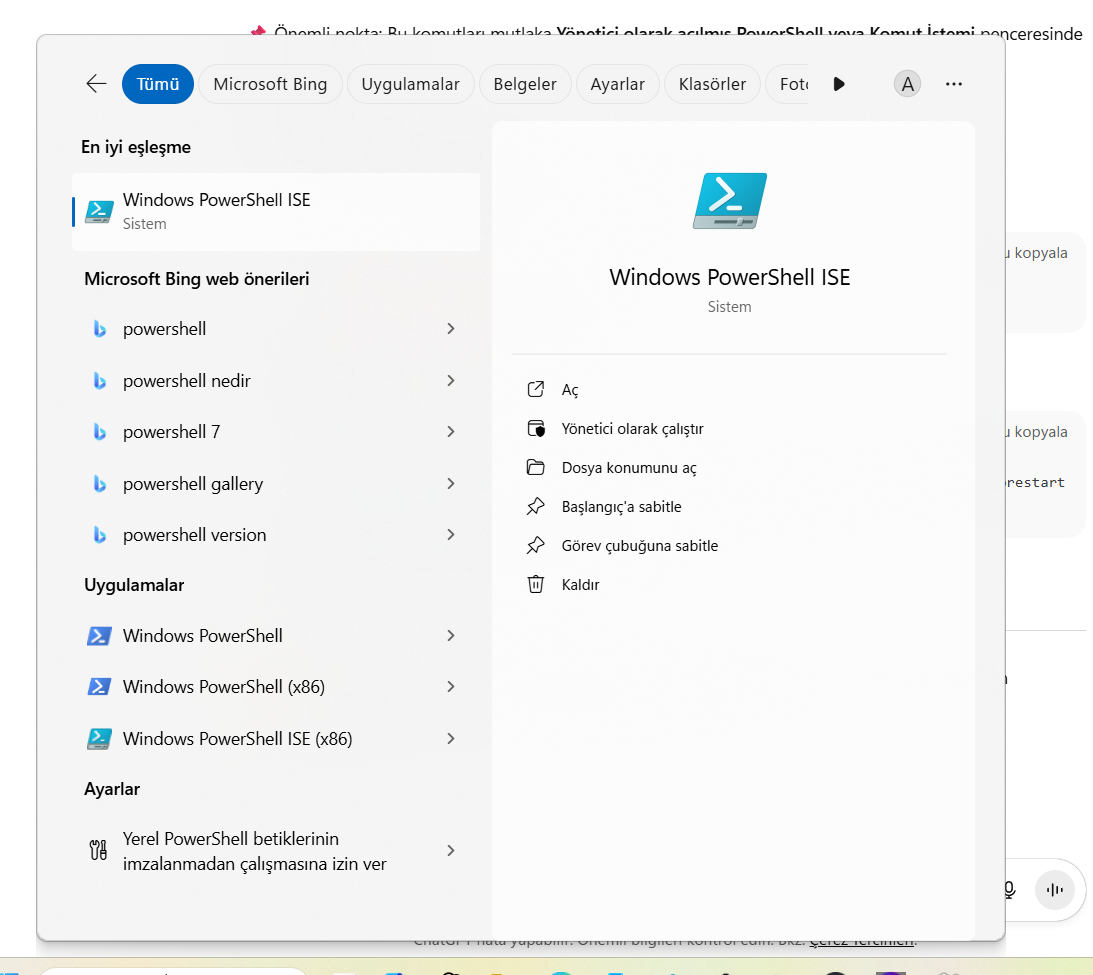 Önemli nokta: Bu komutları mutlaka Yönetici olarak açılmış PowerShell veya Komut İstemi penceresinde
Tümü
Microsoft Bing
Uygulamalar
Belgeler
Ayarlar
Klasörler
Foto
A
En iyi eşleşme
Windows PowerShell ISE
Sistem
Microsoft Bing web önerileri
powershell
powershell nedir
powershell 7
powershell gallery
powershell version
Uygulamalar
Windows PowerShell
Windows PowerShell (x86)
Windows PowerShell ISE (x86)
Ayarlar
Yerel PowerShell betiklerinin
imzalanmadan çalışmasına izin ver
Windows PowerShell ISE
Sistem
Aç
Yönetici olarak çalıştır
Dosya konumunu aç
Başlangıç'a sabitle
Görev çubuğuna sabitle
Kaldır
u kopyala
u kopyala
restart
ChatGPT hata yapabilir. Önemli bilgileri kontrol edin. Bkz. Çerez Tercihleri.